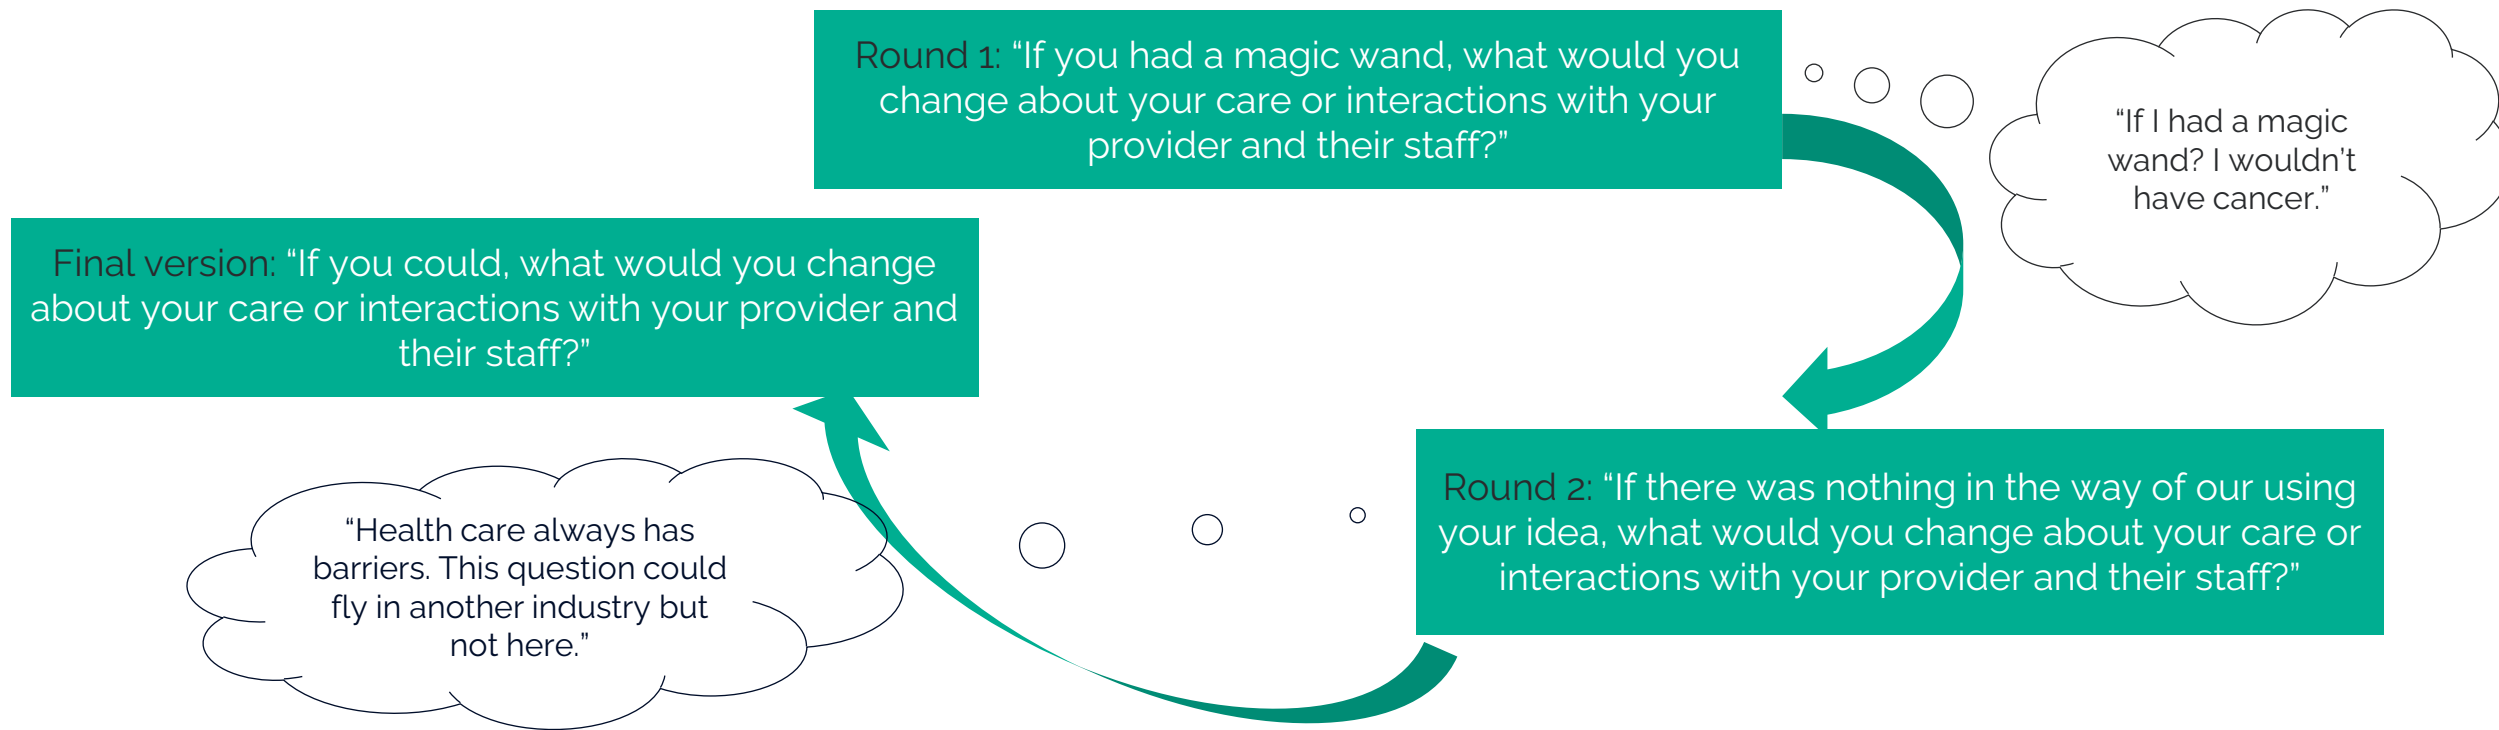 Round 1: “If you had a magic wand, what would you
change about your care or interactions with your
provider and their staff?”
“If I had a magic
wand? I wouldn’t
have cancer.”
Round 2: “If there was nothing in the way of our using
your idea, what would you change about your care or
interactions with your provider and their staff?”
“Health care always has
barriers. This question could
fly in another industry but
not here.”
Final version: “If you could, what would you change
about your care or interactions with your provider and
their staff?”